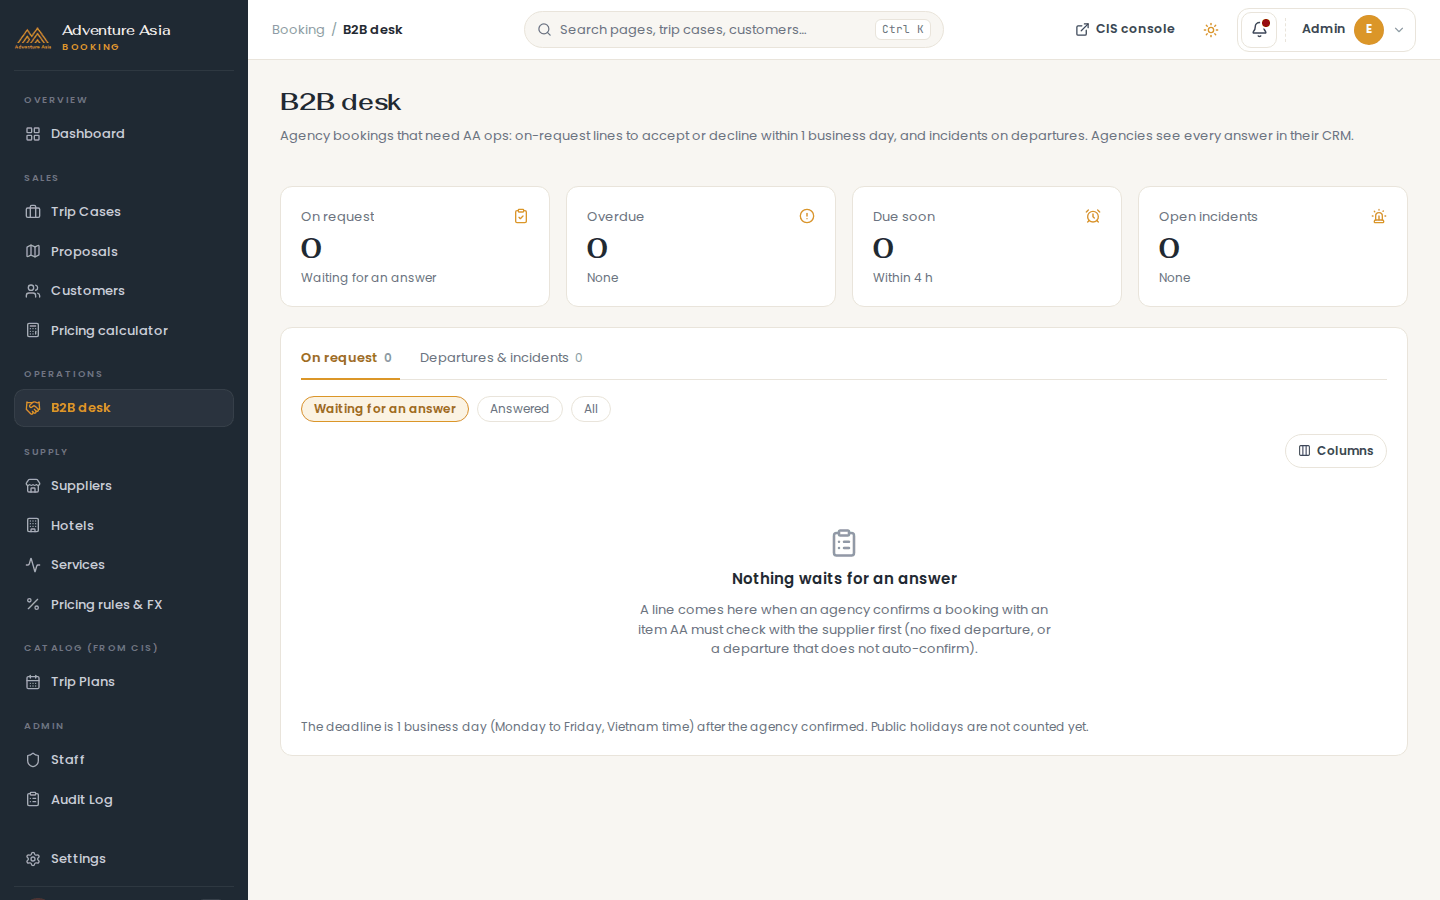 Adventure Asia
Adventure Asia
BOOKING
OVERVIEW
Dashboard
SALES
Trip Cases
Proposals
Customers
Pricing calculator
OPERATIONS
B2B desk
SUPPLY
Suppliers
Hotels
Services
Pricing rules & FX
CATALOG (FROM CIS)
Trip Plans
ADMIN
Staff
Audit Log
Settings
Booking / B2B desk
Search pages, trip cases, customers...
Ctrl K
CIS console
Admin
E
B2B desk
Agency bookings that need AA ops: on-request lines to accept or decline within 1 business day, and incidents on departures. Agencies see every answer in their CRM.
On request
0
Waiting for an answer
Overdue
0
None
Due soon
0
Within 4 h
Open incidents
0
None
On request 0
Departures & incidents 0
Waiting for an answer
Answered
All
Columns
Nothing waits for an answer
A line comes here when an agency confirms a booking with an
item AA must check with the supplier first (no fixed departure, or
a departure that does not auto-confirm).
The deadline is 1 business day (Monday to Friday, Vietnam time) after the agency confirmed. Public holidays are not counted yet.